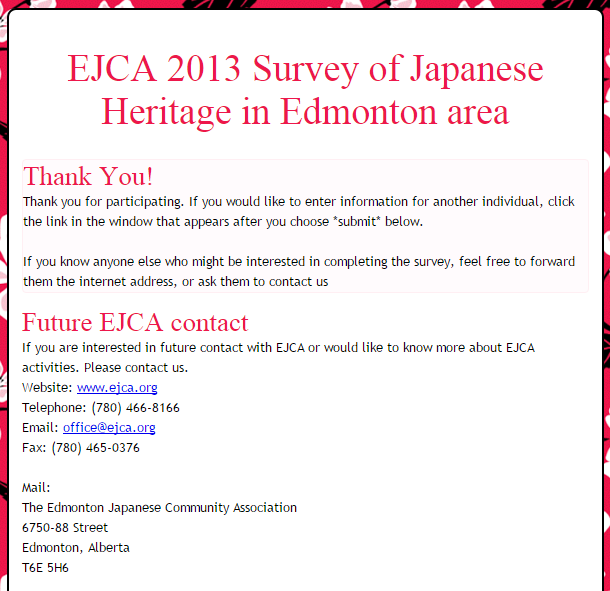 EJCA 2013 Survey of Japanese
Heritage in Edmonton area
Thank You!
Thank you for participating. If you would like to enter information for another individual, click
the link in the window that appears after you choose *submit* below.
If you know anyone else who might be interested in completing the survey, feel free to forward
them the internet address, or ask them to contact us
Future EJCA contact
If you are interested in future contact with EJCA or would like to know more about EJCA
activities. Please contact us.
Website: www.ejca.org
Telephone: (780) 466-8166
Email: office@ejca.org
Fax: (780) 465-0376
Mail:
The Edmonton Japanese Community Association
6750-88 Street
Edmonton, Alberta
T6E 5H6